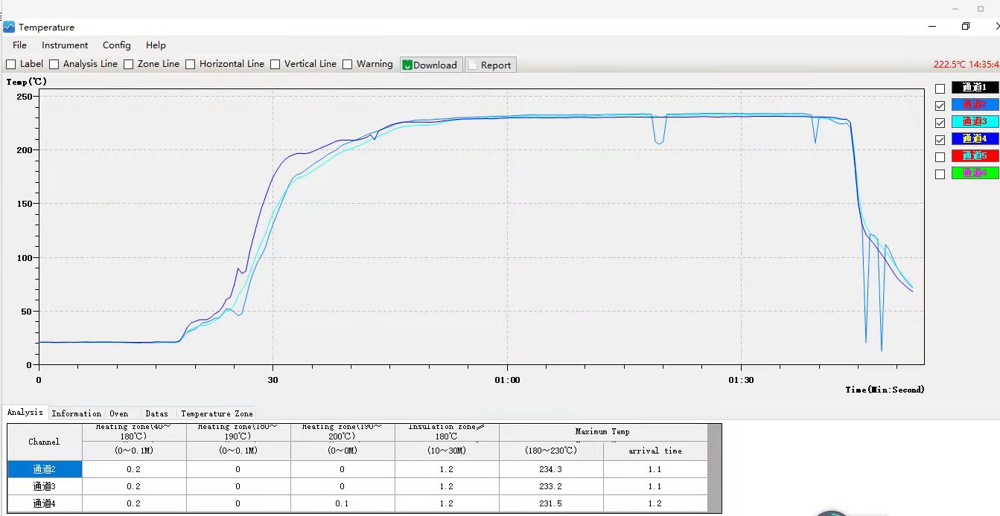 Temperature
File Instrument Config Help
Label Analysis Line Zone Line Horizontal Line Vertical Line Warning Download Report
222.5℃ 14:35:4
Temp(℃)
通道1
通道2
通道3
通道4
通道5
通道6
250
200
150
100
50
0
0 30 01:00 01:30
Time(Min:Second)
Analysis Information Oven Datas Temperature Zone
Channel
Heating zone(40～
180℃)
(0～0.1M)
Heating zone(180～
190℃)
(0～0.1M)
Heating zone(190～
200℃)
(0～0M)
Insulation zone≥
180℃
(10～30M)
Maximum Temp
(180～230℃) arrival time
通道2 0.2 0 0 1.2 234.3 1.1
通道3 0.2 0 0 1.2 233.2 1.1
通道4 0.2 0 0.1 1.2 231.5 1.2